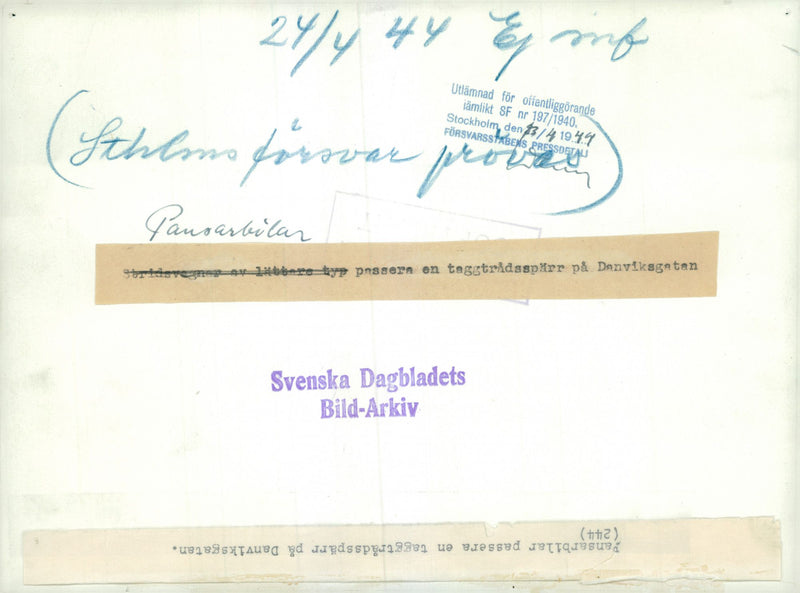 24/4 44 Ej inf
Utlämnad för offentliggörande
jämlikt SF nr 197/1940.
Stockholm den 23/4 1944
FÖRSVARSSTABENS PRESSDETALJ
(Sthlms försvar prövas)
Pansarbilar
Stridsvagnar av lättare typ passera en taggtrådsspärr på Danviksgatan
Svenska Dagbladets
Bild-Arkiv
Pansarbilar passera en taggtrådsspärr på Danviksgatan.
(244)